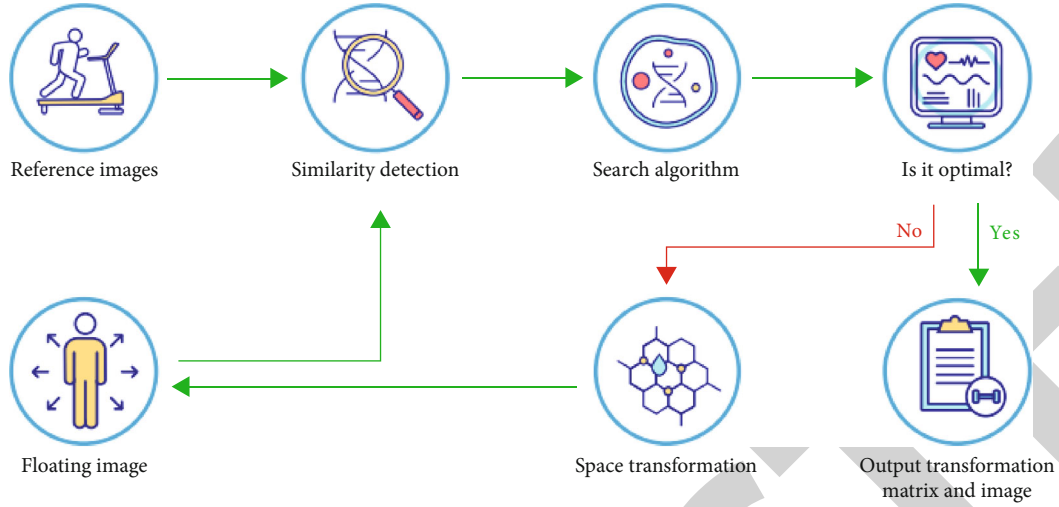 Reference images
Similarity detection
Search algorithm
Is it optimal?
No
Yes
Floating image
Space transformation
Output transformation
matrix and image